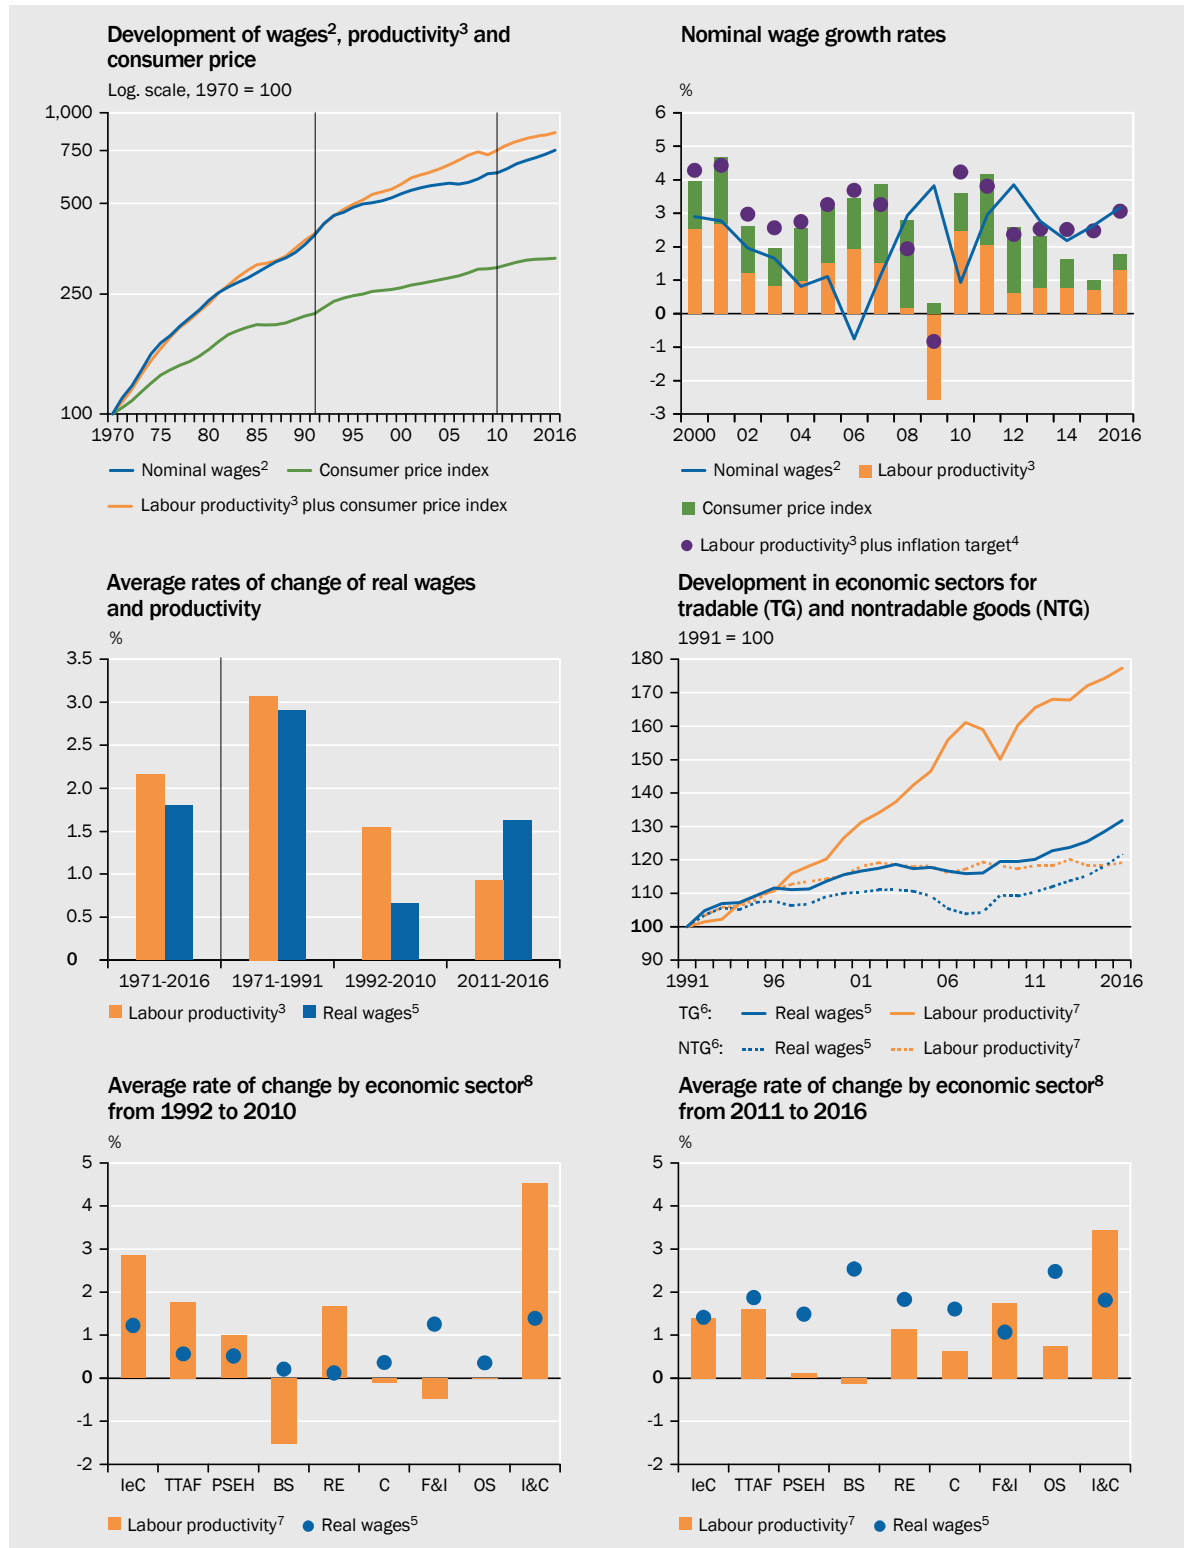 Development of wages², productivity³ and
consumer price
Log. scale, 1970 = 100
1,000
750
500
250
100
1970 75 80 85 90 95 00 05 10 2016
Nominal wages² Consumer price index
Labour productivity³ plus consumer price index
Nominal wage growth rates
%
6
5
4
3
2
1
0
-1
-2
-3
2000 02 04 06 08 10 12 14 2016
Nominal wages² Labour productivity³
Consumer price index
Labour productivity³ plus inflation target⁴
Average rates of change of real wages
and productivity
%
3.5
3.0
2.5
2.0
1.5
1.0
0.5
0
1971-2016 1971-1991 1992-2010 2011-2016
Labour productivity³ Real wages⁵
Development in economic sectors for
tradable (TG) and nontradable goods (NTG)
1991 = 100
180
170
160
150
140
130
120
110
100
90
1991 96 01 06 11 2016
TG⁶: Real wages⁵ Labour productivity⁷
NTG⁶: Real wages⁵ Labour productivity⁷
Average rate of change by economic sector⁸
from 1992 to 2010
%
5
4
3
2
1
0
-1
-2
IeC TTAF PSEH BS RE C F&I OS I&C
Labour productivity⁷ Real wages⁵
Average rate of change by economic sector⁸
from 2011 to 2016
%
5
4
3
2
1
0
-1
-2
IeC TTAF PSEH BS RE C F&I OS I&C
Labour productivity⁷ Real wages⁵